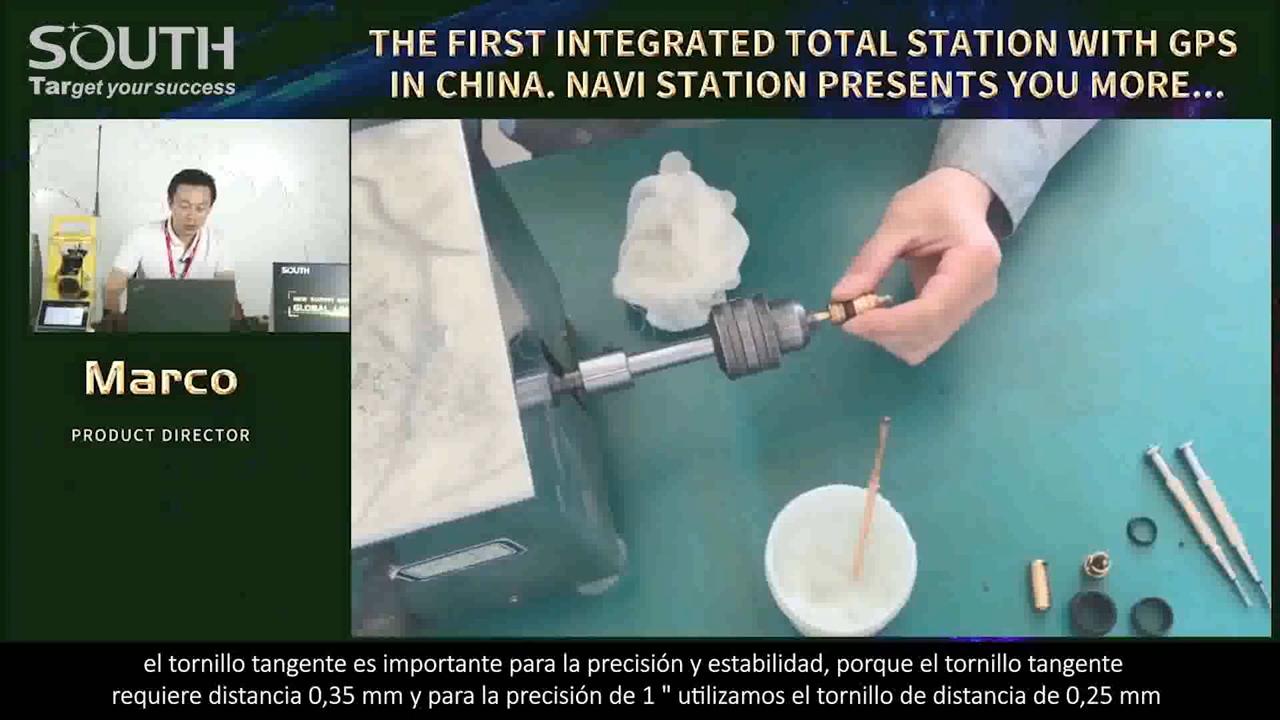 SOUTH
Target your success
THE FIRST INTEGRATED TOTAL STATION WITH GPS
IN CHINA. NAVI STATION PRESENTS YOU MORE...
SOUTH
Marco
PRODUCT DIRECTOR
el tornillo tangente es importante para la precisión y estabilidad, porque el tornillo tangente
requiere distancia 0,35 mm y para la precisión de 1 " utilizamos el tornillo de distancia de 0,25 mm